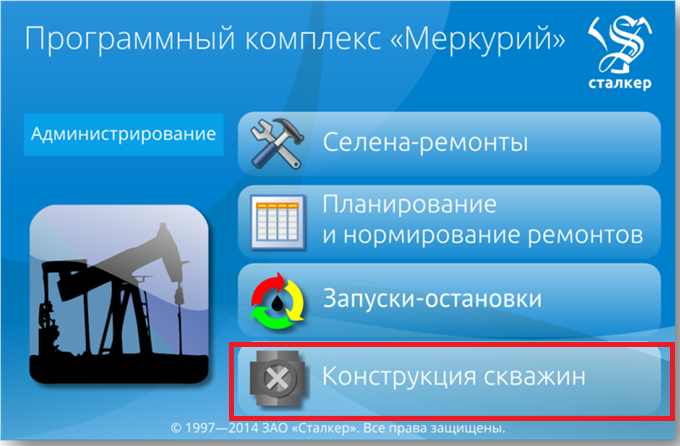 Программный комплекс «Меркурий»
сталкер
Администрирование
Селена-ремонты
Планирование
и нормирование ремонтов
Запуски-остановки
Конструкция скважин
© 1997—2014 ЗАО «Сталкер». Все права защищены.